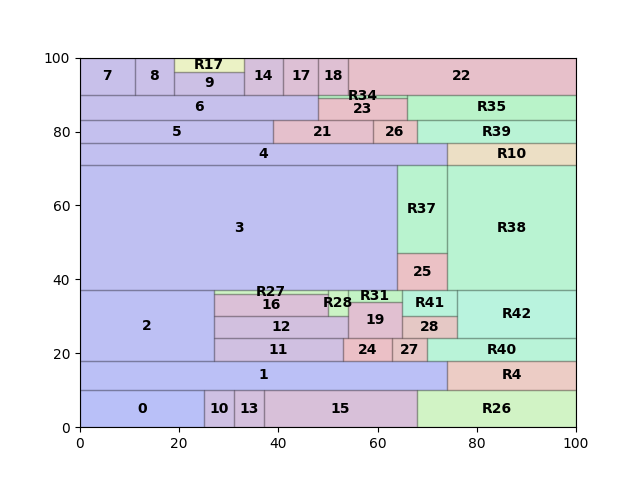 100
7 8 R17 9 14 17 18 22
6 R34 23 R35
80
5 21 26 R39
4 R10
60
3 R37 R38
40
25
2 R27 16 R28 R31 R41 R42
12 19 28
20
11 24 27 R40
1 R4
0 10 13 15 R26
0
0 20 40 60 80 100